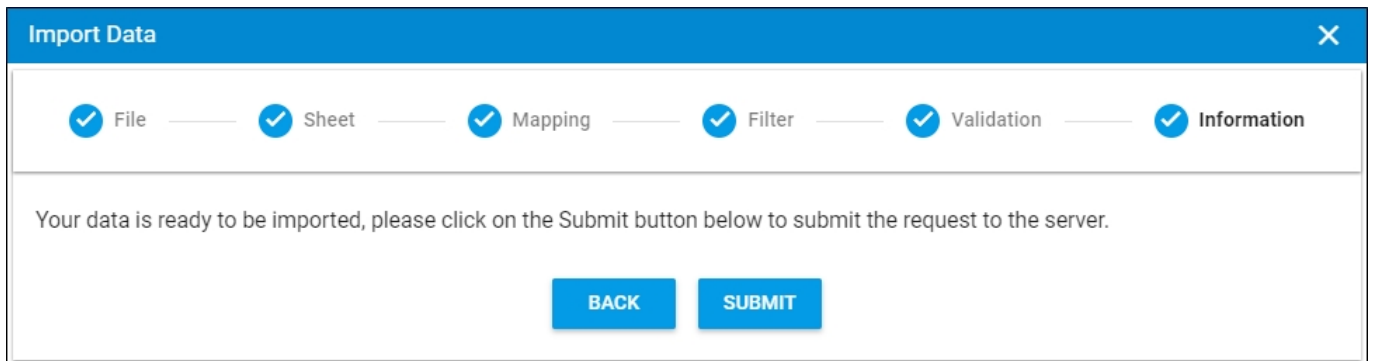 Import Data
File Sheet Mapping Filter Validation Information
Your data is ready to be imported, please click on the Submit button below to submit the request to the server.
BACK SUBMIT